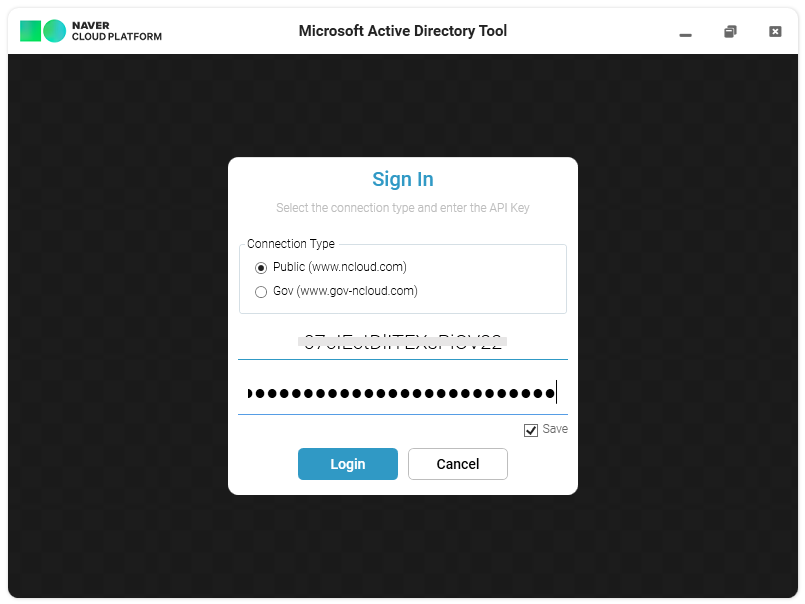 NAVER
CLOUD PLATFORM
Microsoft Active Directory Tool
Sign In
Select the connection type and enter the API Key
Connection Type
Public (www.ncloud.com)
Gov (www.gov-ncloud.com)
Save
Login
Cancel